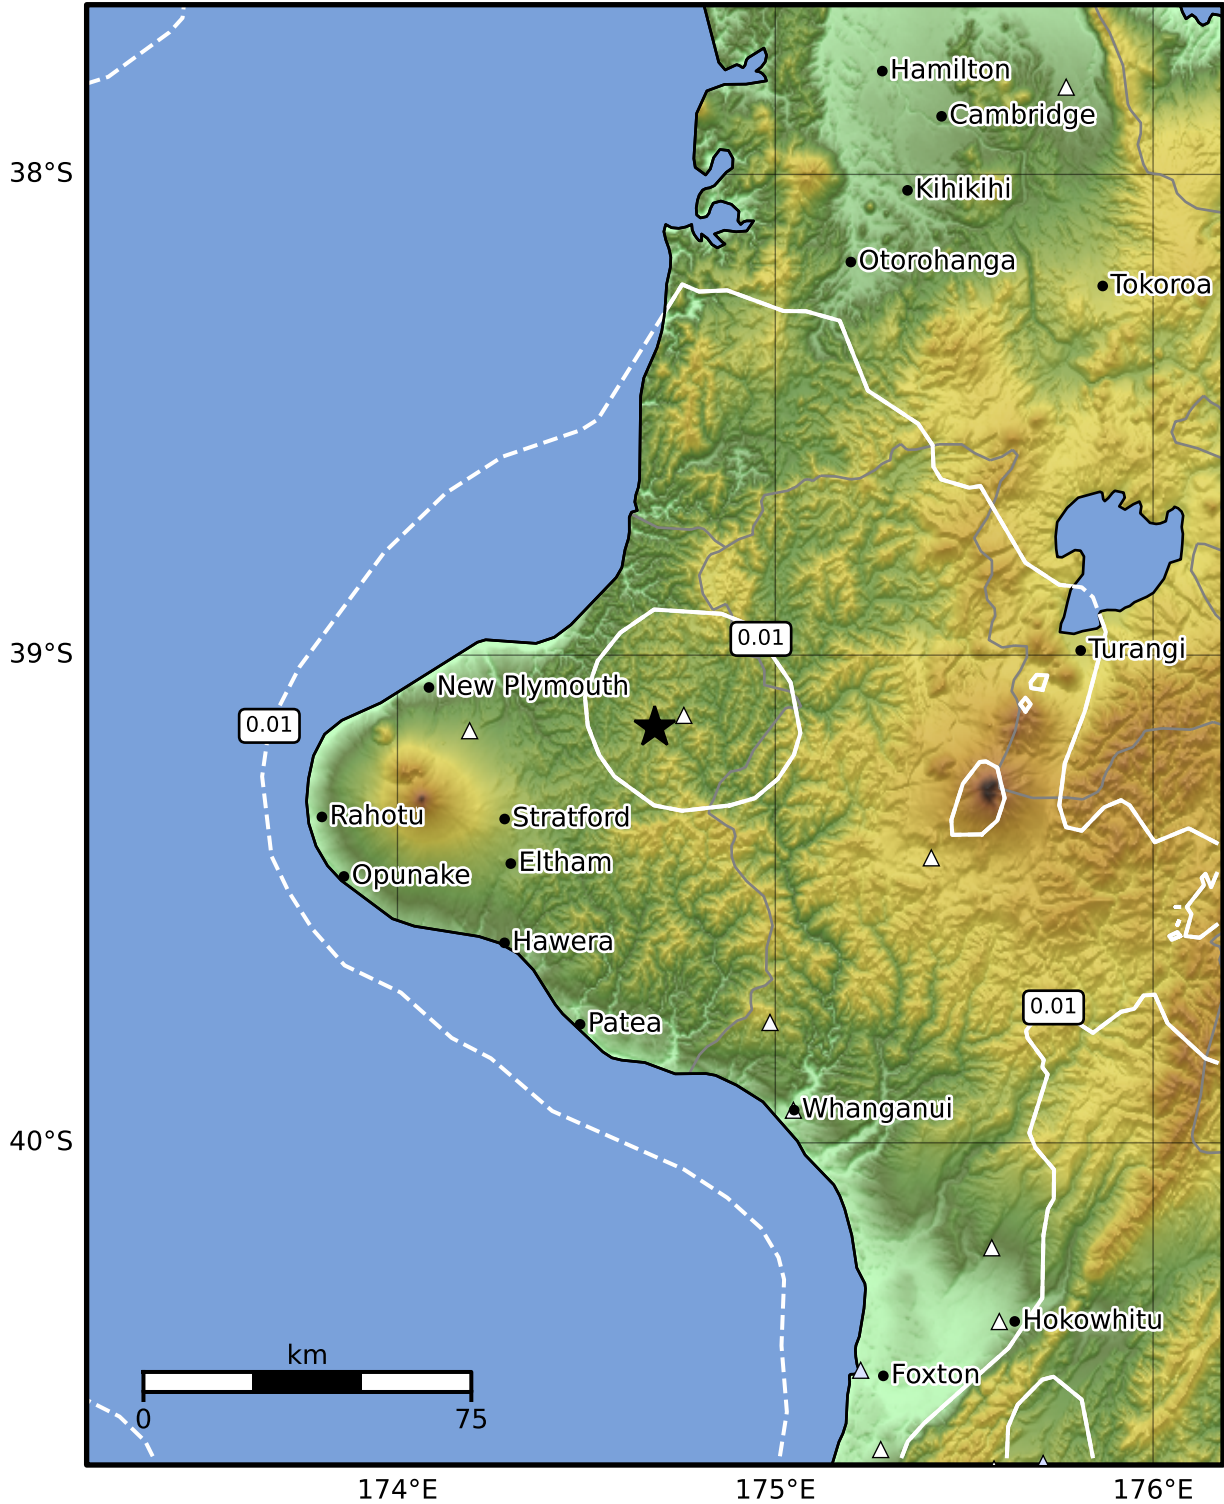 Hamilton
Cambridge
38°S
Kihikihi
Otorohanga
Tokoroa
0.01
39°S
Turangi
New Plymouth
0.01
Rahotu
Stratford
Eltham
Opunake
Hawera
0.01
Patea
Whanganui
40°S
Hokowhitu
km
Foxton
0
75
174°E
175°E
176°E